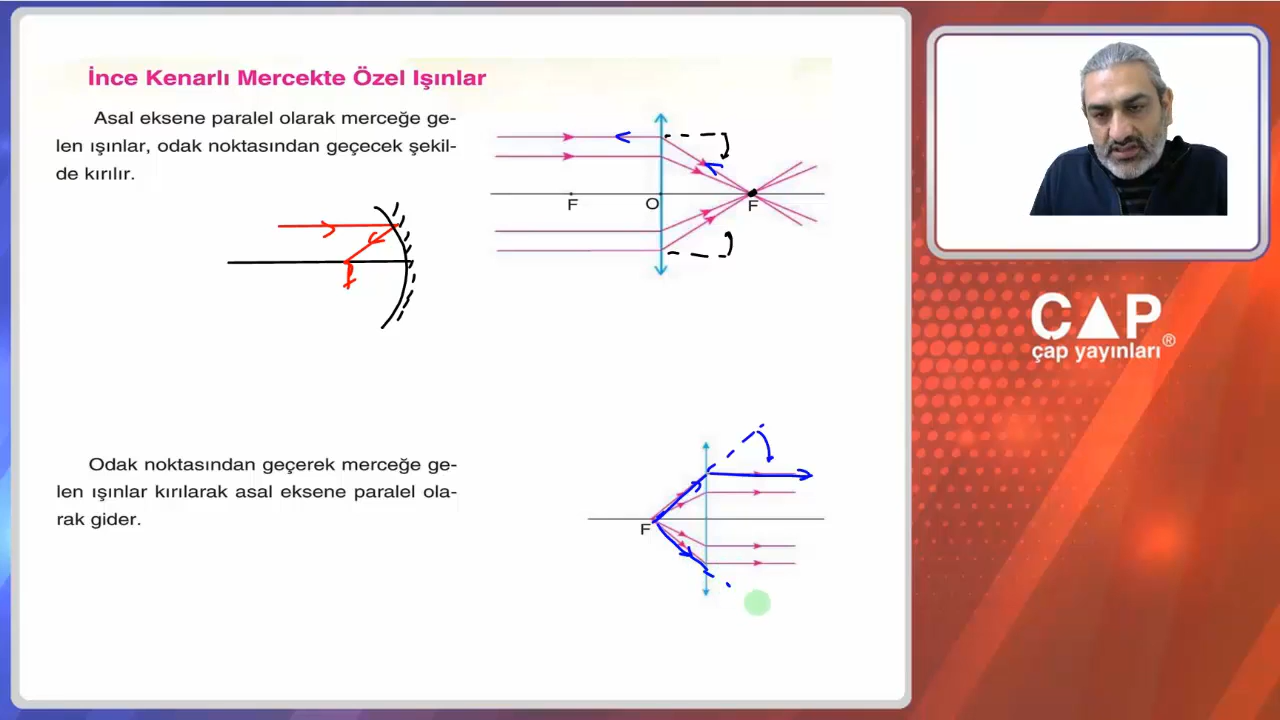 İnce Kenarlı Mercekte Özel Işınlar
Asal eksene paralel olarak merceğe ge-
len ışınlar, odak noktasından geçecek şekil-
de kırılır.
F
O
F
F
Odak noktasından geçerek merceğe ge-
len ışınlar kırılarak asal eksene paralel ola-
rak gider.
F
ÇAP
çap yayınları®